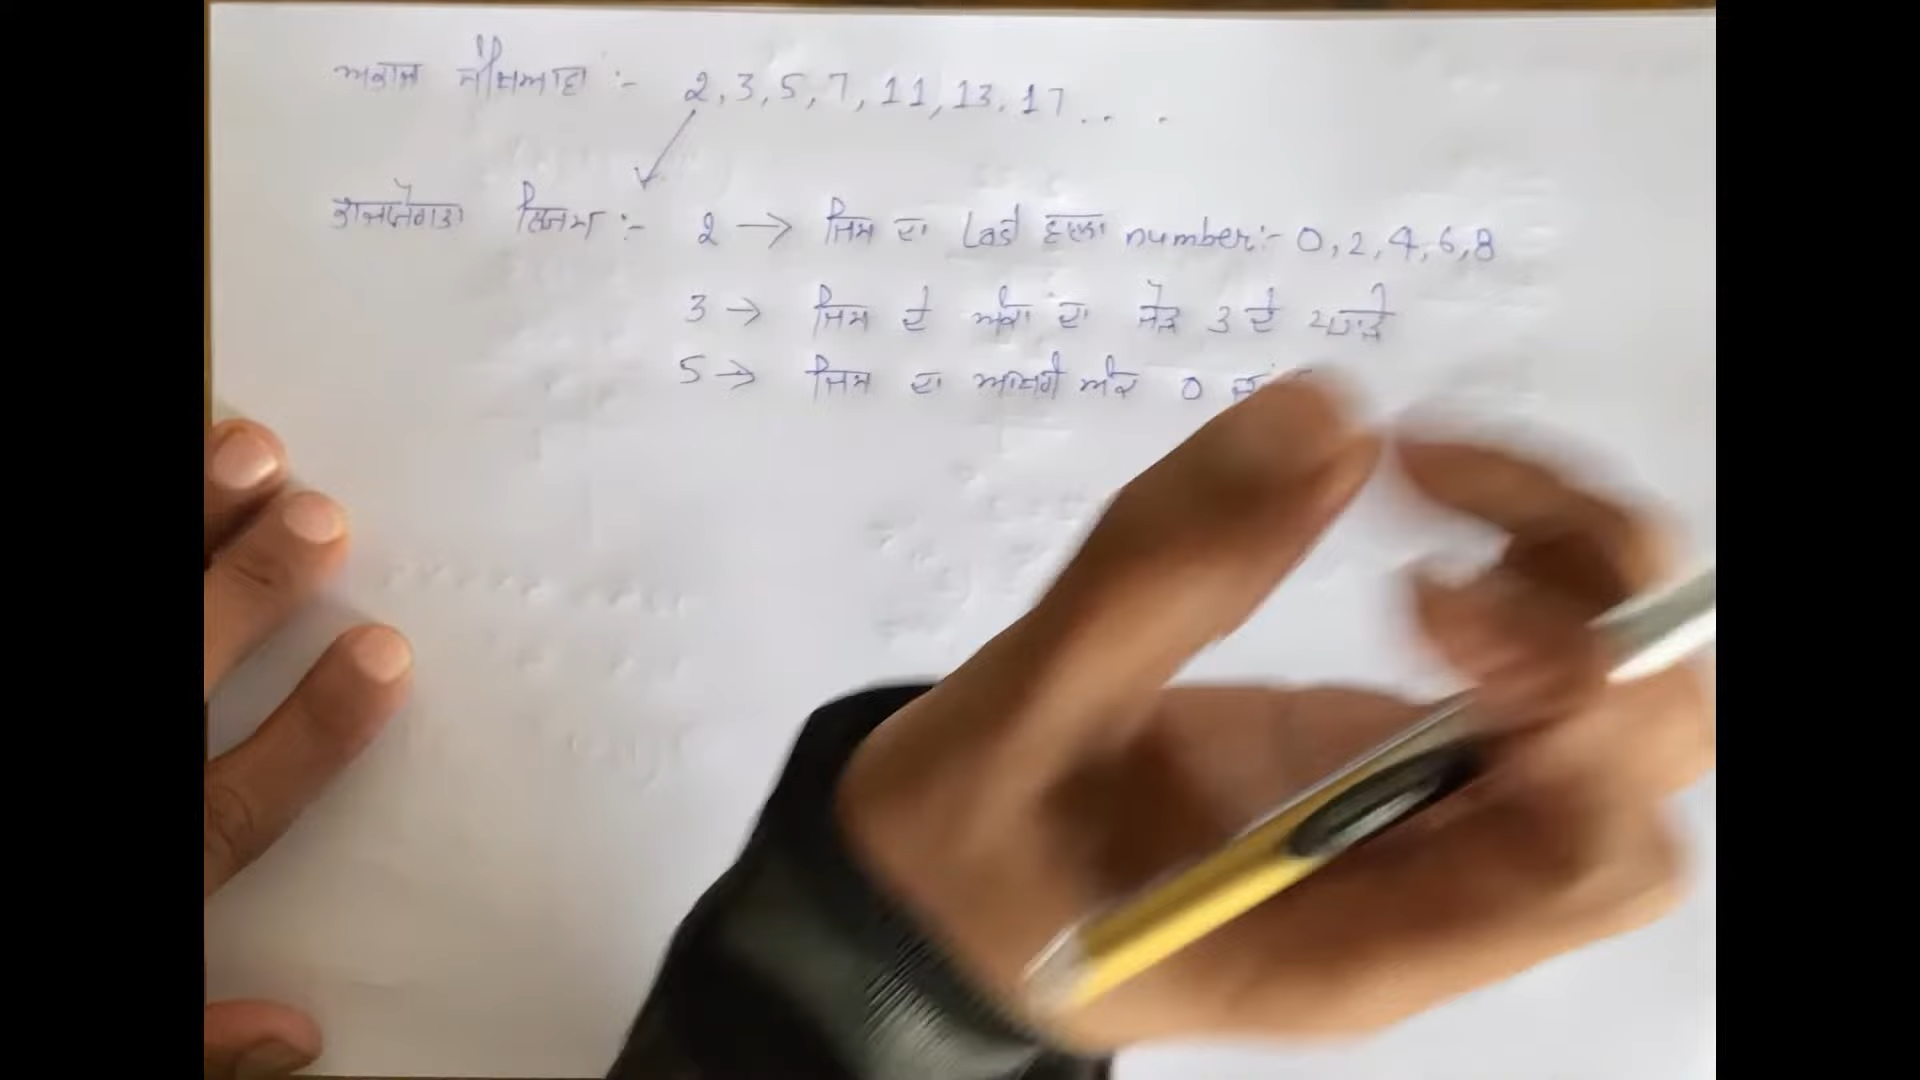 ਅਭਾਜ ਸੰਖਿਆਵਾਂ :- 2, 3, 5, 7, 11, 13, 17 . . .
ਭਾਜਯੋਗਤਾ ਨਿਯਮ :- 2 → ਜਿਸ ਦਾ Last ਵਾਲਾ number :- 0, 2, 4, 6, 8
3 → ਜਿਸ ਦੇ ਅੰਕਾਂ ਦਾ ਜੋੜ 3 ਦੇ ਪਹਾੜੇ
5 → ਜਿਸ ਦਾ ਆਖਰੀ ਅੰਕ 0 ਜਾਂ